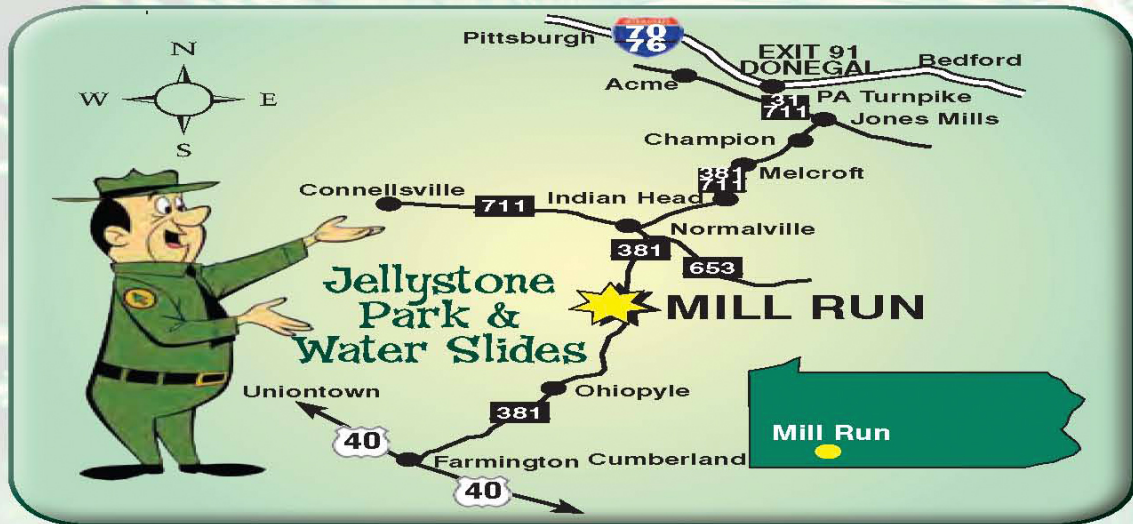 N
W E
S
Pittsburgh
70
76
EXIT 91
DONEGAL
Bedford
Acme
31
711
PA Turnpike
Jones Mills
Champion
381
711
Melcroft
Connellsville
711
Indian Head
Normalville
381
653
Jellystone
Park &
Water Slides
MILL RUN
Uniontown
Ohiopyle
381
40
Farmington
Cumberland
40
Mill Run